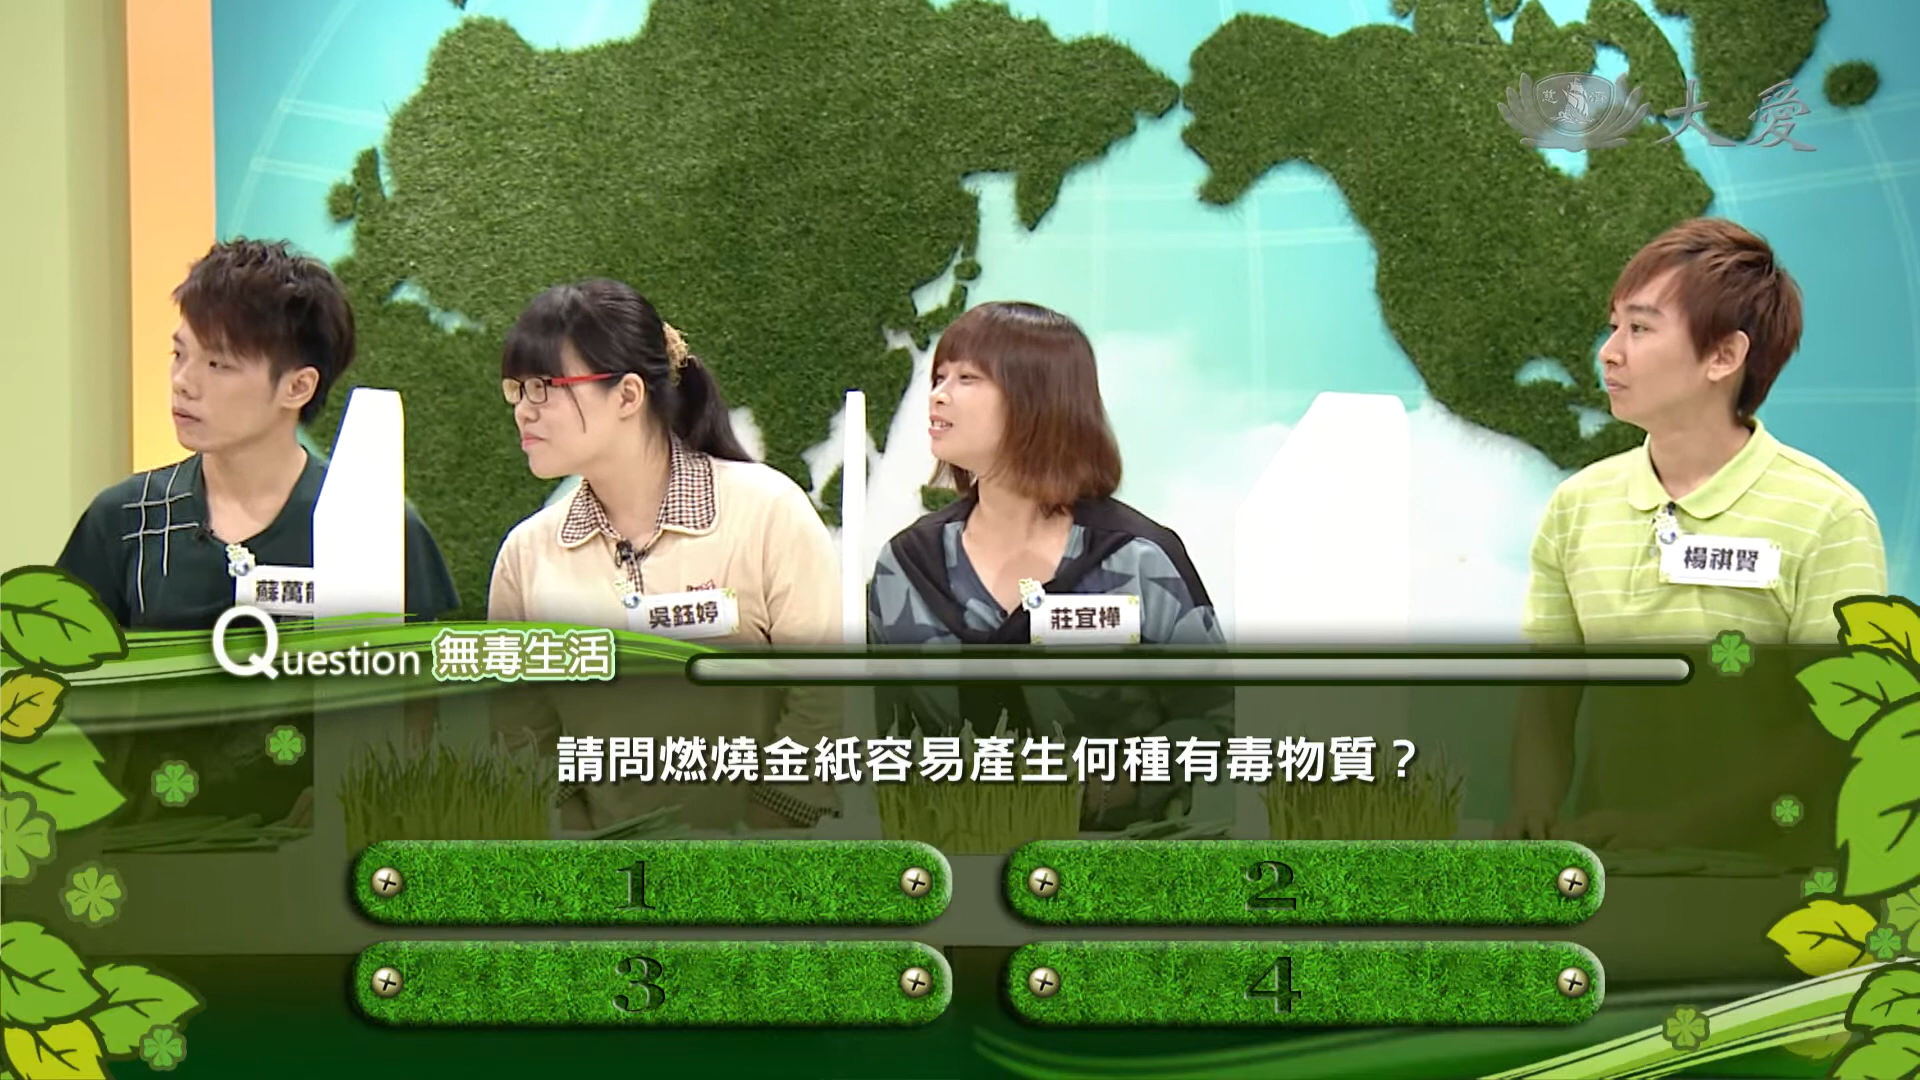 慈濟
大愛
楊祺賢
蘇萬
吳鈺婷
莊宜樺
Question 無毒生活
請問燃燒金紙容易產生何種有毒物質？
1
2
3
4